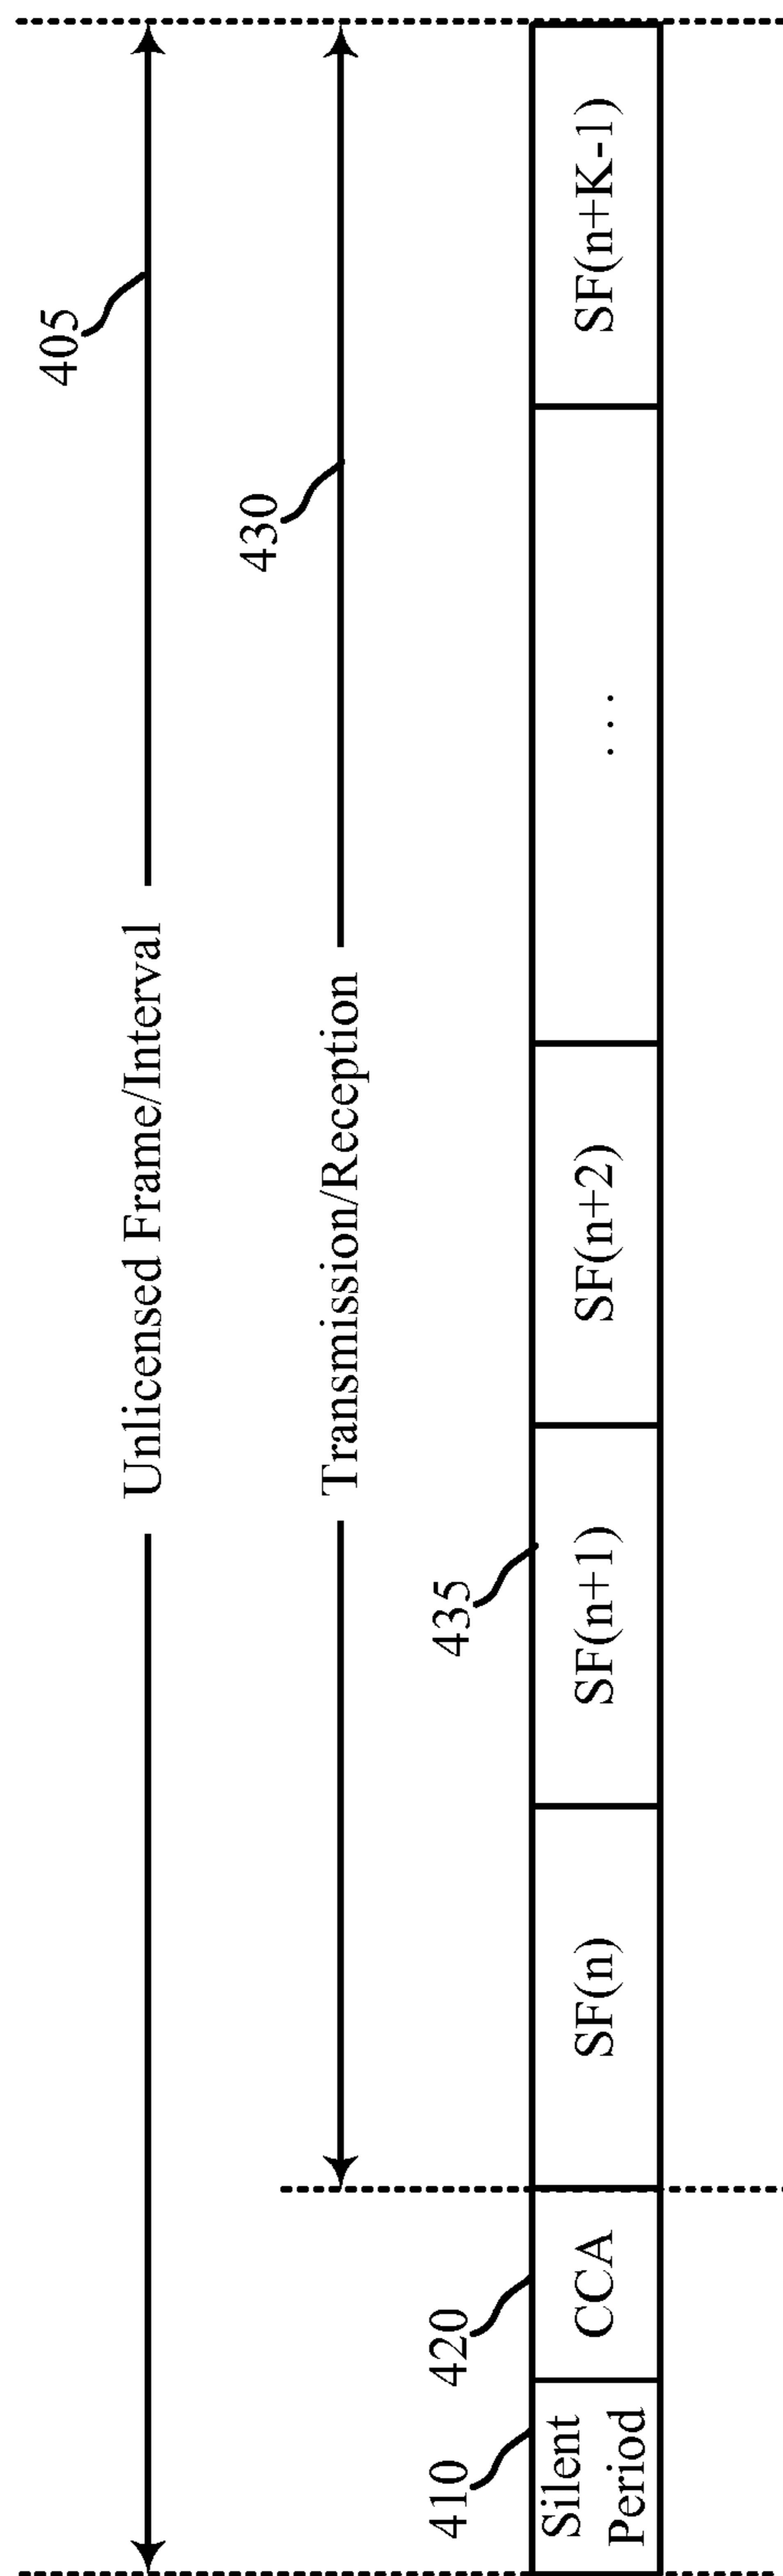 405
Unlicensed Frame/Interval
430
Transmission/Reception
410
420
435
Silent
Period
CCA
SF(n)
SF(n+1)
SF(n+2)
. . .
SF(n+K-1)